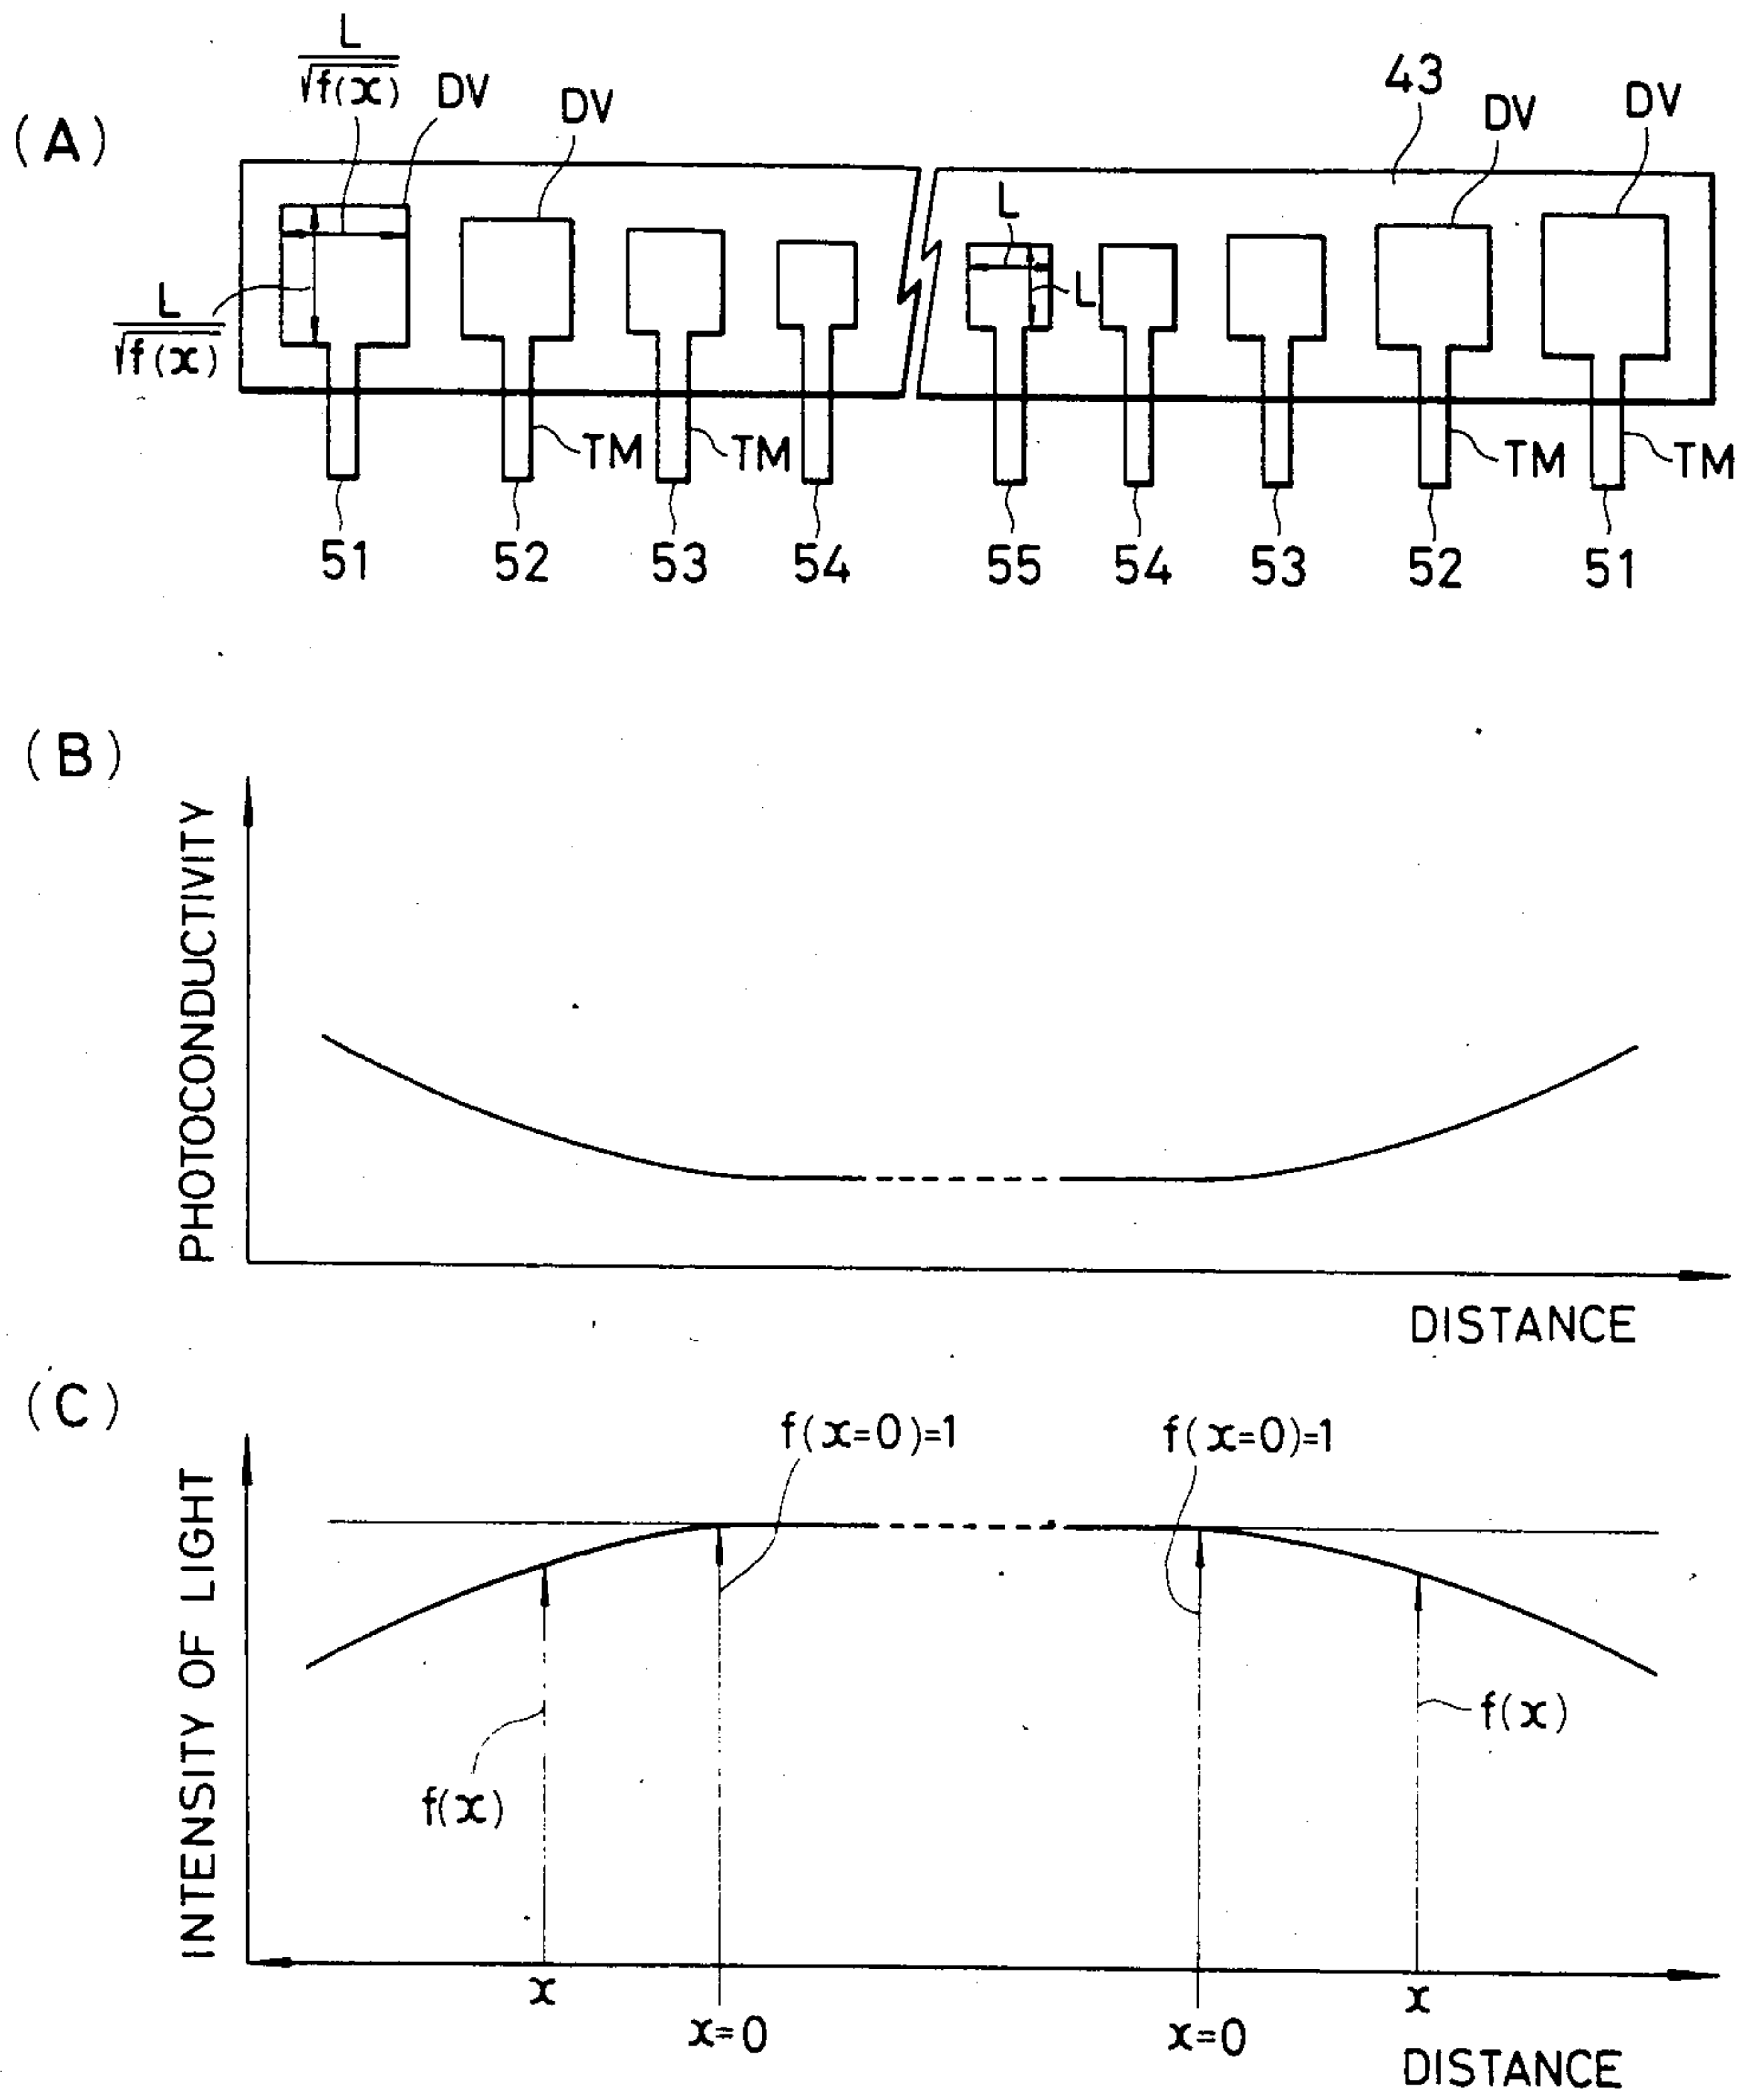 (A)
L
√f(x)
DV
DV
43
DV
DV
L
√f(x)
L
L
TM
TM
TM
TM
51
52
53
54
55
54
53
52
51
(B)
PHOTOCONDUCTIVITY
DISTANCE
(C)
INTENSITY OF LIGHT
f(x=0)=1
f(x=0)=1
f(x)
f(x)
x
x=0
x=0
x
DISTANCE